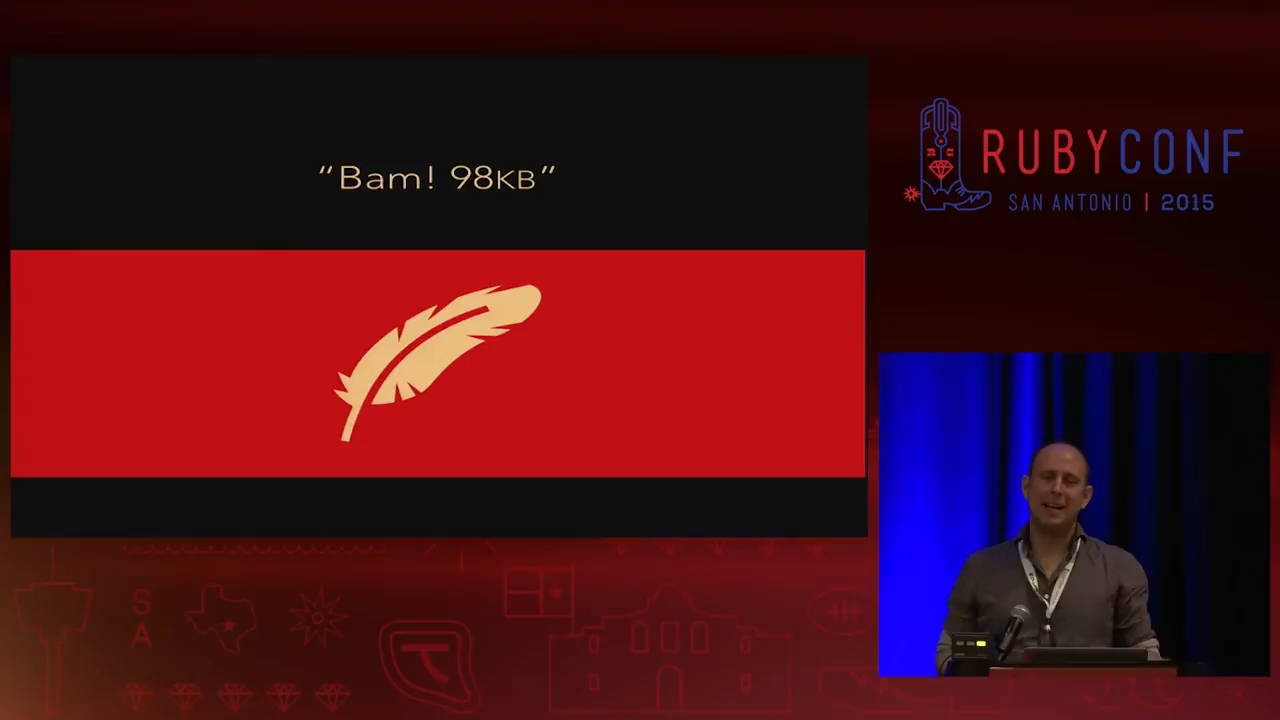 “Bam! 98KB”
RUBYCONF
SAN ANTONIO | 2015
S
A